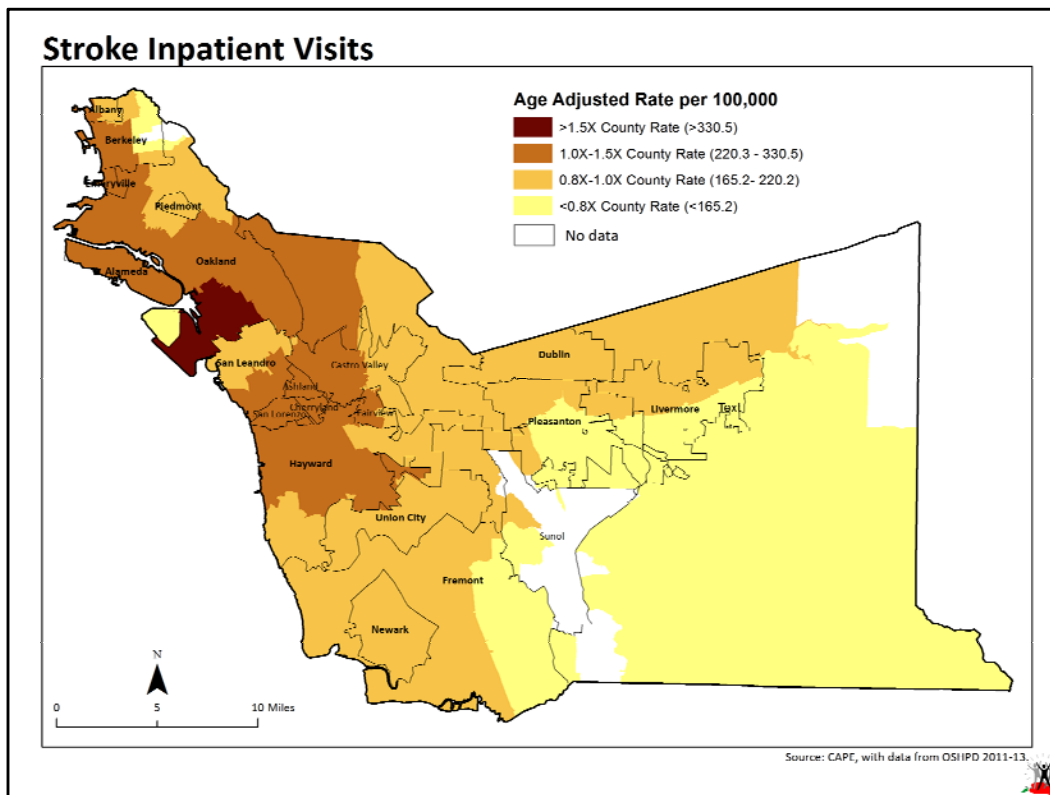 Stroke Inpatient Visits
Age Adjusted Rate per 100,000
>1.5X County Rate (>330.5)
1.0X-1.5X County Rate (220.3 - 330.5)
0.8X-1.0X County Rate (165.2- 220.2)
<0.8X County Rate (<165.2)
No data
Albany
Berkeley
Emeryville
Piedmont
Oakland
Alameda
San Leandro
Castro Valley
Ashland
Cherryland
San Lorenzo
Fairview
Dublin
Livermore
Text
Pleasanton
Hayward
Union City
Sunol
Fremont
Newark
N
0 5 10 Miles
Source: CAPE, with data from OSHPD 2011-13.